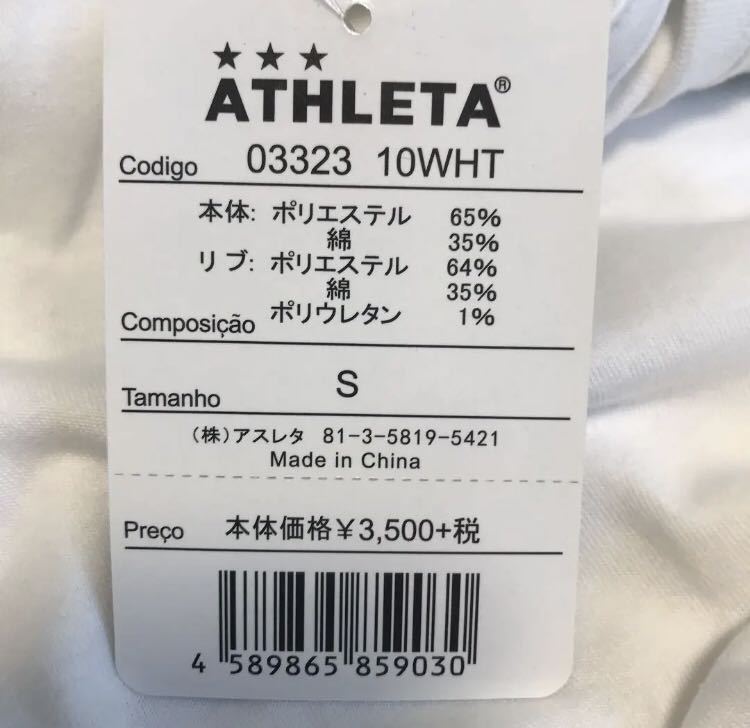 ★★★
ATHLETA®
Codigo 03323 10WHT
本体: ポリエステル 65%
綿 35%
リブ: ポリエステル 64%
綿 35%
Composição ポリウレタン 1%
Tamanho S
(株)アスレタ 81-3-5819-5421
Made in China
Preço 本体価格¥3,500+税
4 589865 859030